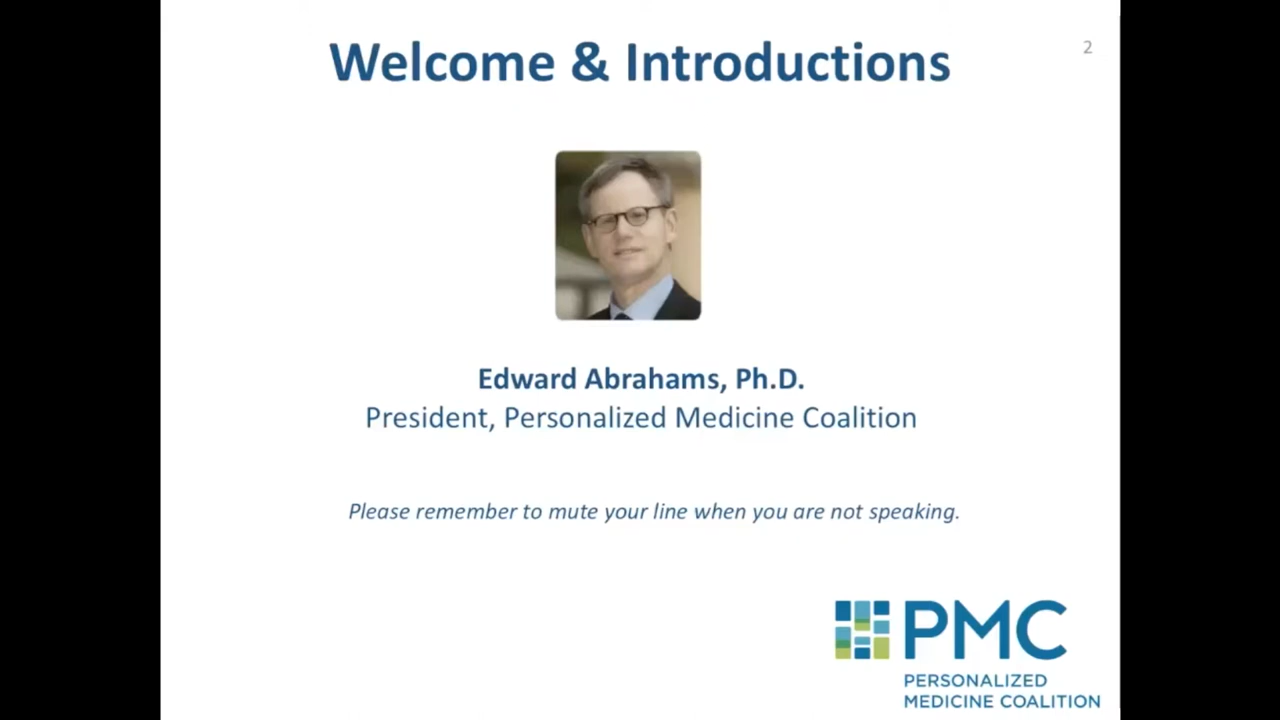 Welcome & Introductions
2
Edward Abrahams, Ph.D.
President, Personalized Medicine Coalition
Please remember to mute your line when you are not speaking.
PMC
PERSONALIZED
MEDICINE COALITION